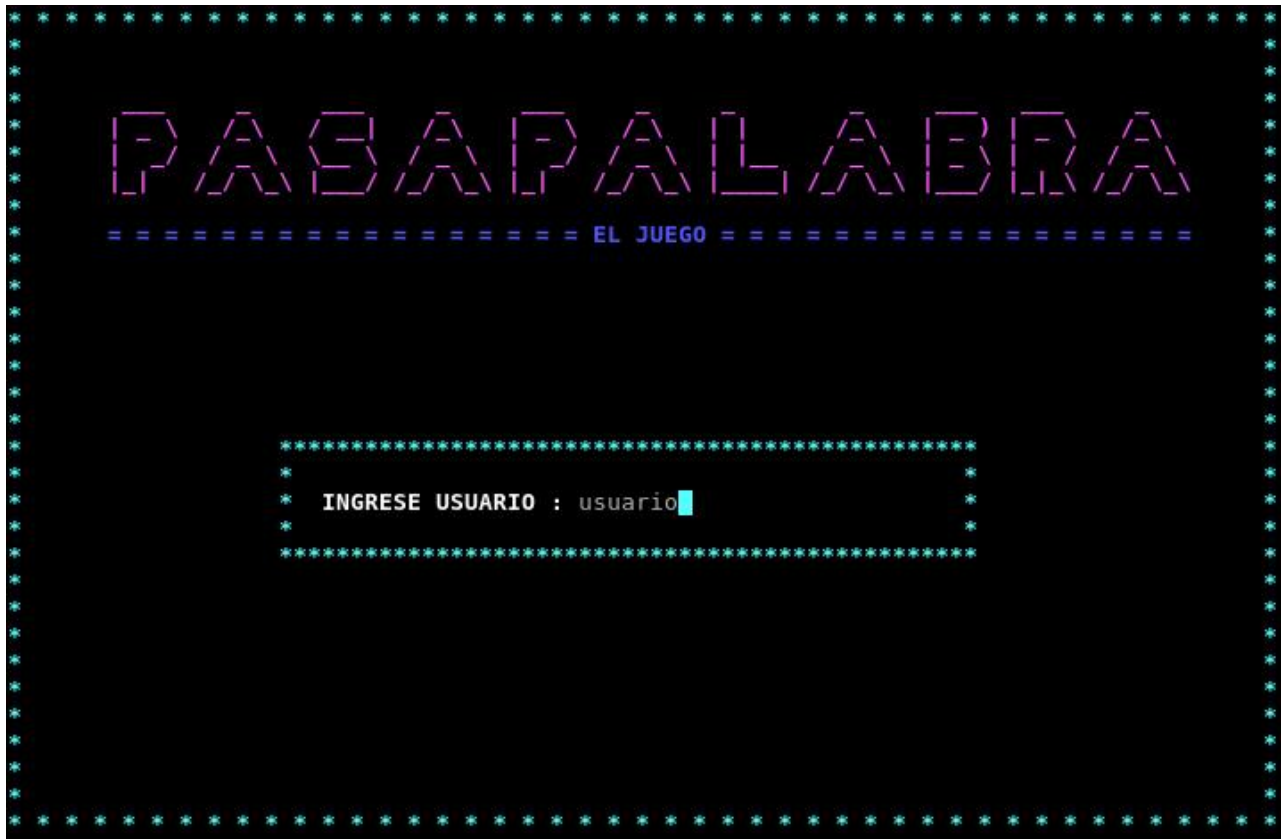 PASAPALABRA
= = = = = = = = = = = = = = = = = EL JUEGO = = = = = = = = = = = = = = = = =
INGRESE USUARIO : usuario